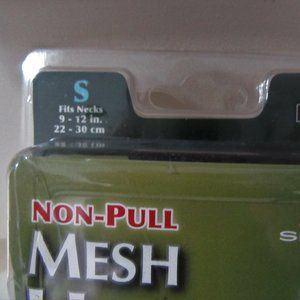 S
Fits Necks
9 - 12 in.
22 - 30 cm
NON-PULL
MESH